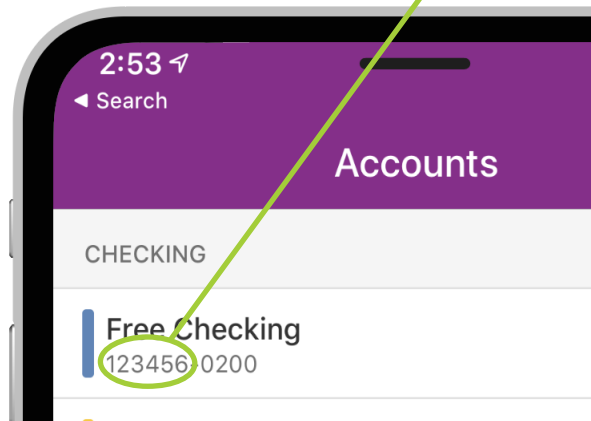 2:53
Search
Accounts
CHECKING
Free Checking
123456-0200